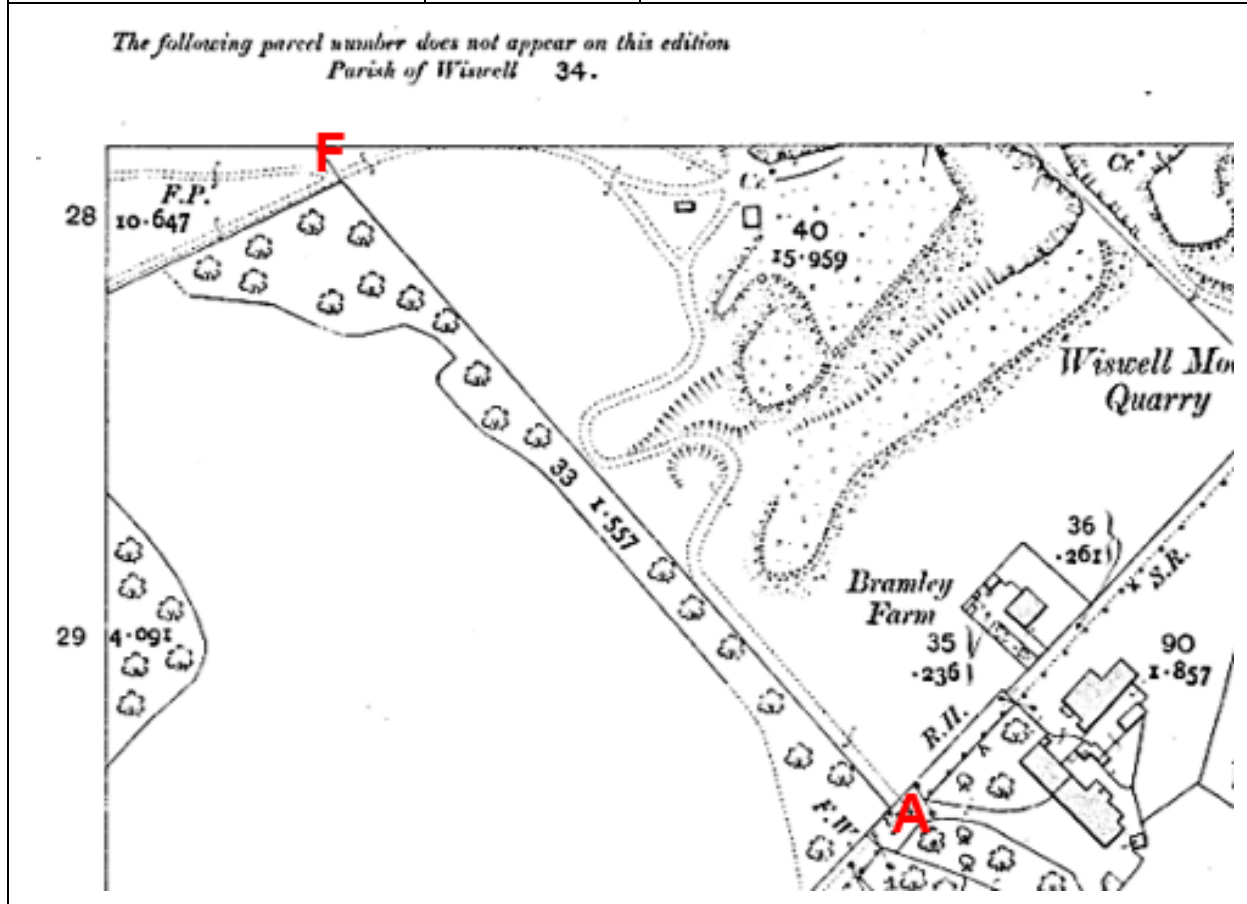 The following parcel number does not appear on this edition
Parish of Wiswell 34.
F
F.P.
28
10·647
Cr.
Cr.
40
15·959
Wiswell Mo
Quarry
33
1·557
36
·261
S.R.
Bramley
Farm
35
·236
29
4·091
90
1·857
R.H.
F.W.
A